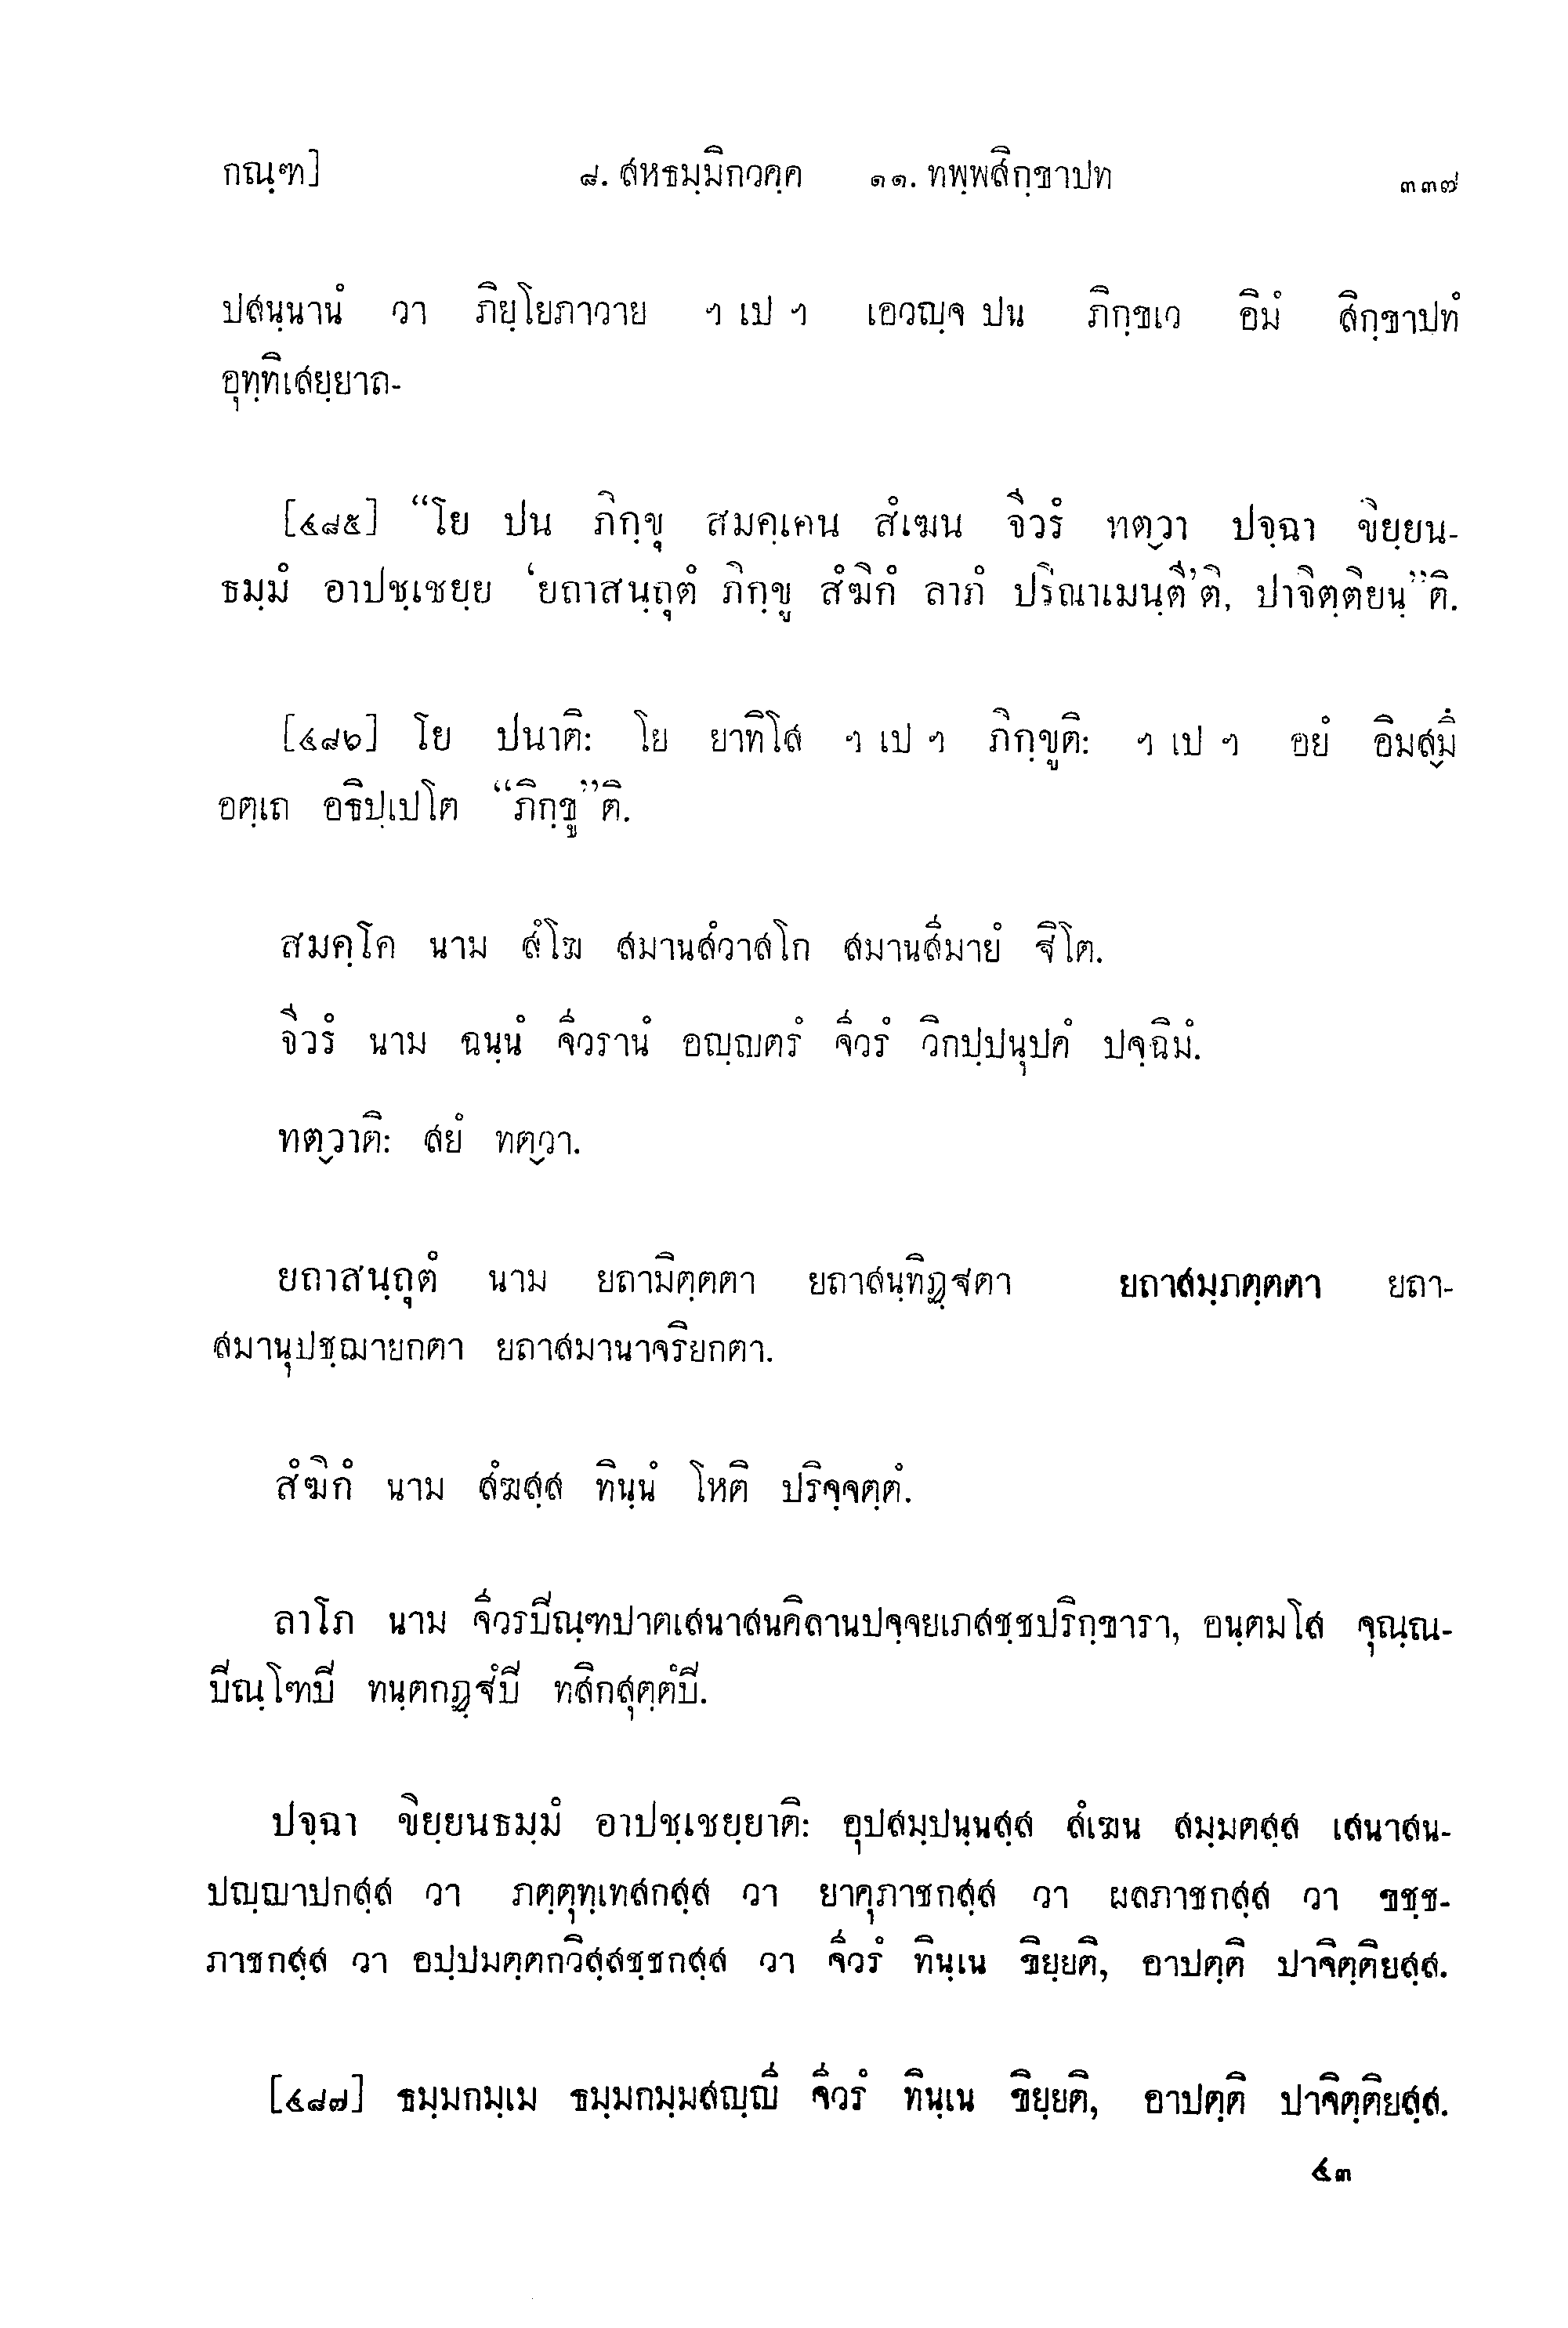 กณฺฑ] ๘. สหธมฺมิกวคฺค ๑๑. ทพฺพสิกฺขาปท ๓๓๗
ปสนฺนานํ วา ภิยฺโยภาวาย ฯ เป ฯ เอวญฺจ ปน ภิกฺขเว อิมํ สิกฺขาปทํ
อุทฺทิเสยฺยาถ-
[๔๘๕] “โย ปน ภิกฺขุ สมคฺเคน สํเฆน จีวรํ ทตฺวา ปจฺฉา ขิยฺยน-
ธมฺมํ อาปชฺเชยฺย ‘ยถาสนฺถุตํ ภิกฺขู สํฆิกํ ลาภํ ปริณาเมนฺตี’ติ, ปาจิตฺติยนฺ”ติ.
[๔๘๖] โย ปนาติ: โย ยาทิโส ฯ เป ฯ ภิกฺขูติ: ฯ เป ฯ อยํ อิมสฺมึ
อตฺเถ อธิปฺเปโต “ภิกฺขู”ติ.
สมคฺโค นาม สํโฆ สมานสํวาสโก สมานสีมายํ ฐิโต.
จีวรํ นาม ฉนฺนํ จีวรานํ อญฺญตรํ จีวรํ วิกปฺปนุปคํ ปจฺฉิมํ.
ทตฺวาติ: สยํ ทตฺวา.
ยถาสนฺถุตํ นาม ยถามิตฺตตา ยถาสนฺทิฏฺฐตา ยถาสมฺภตฺตตา ยถา-
สมานุปชฺฌายกตา ยถาสมานาจริยกตา.
สํฆิกํ นาม สํฆสฺส ทินฺนํ โหติ ปริจฺจตฺตํ.
ลาโภ นาม จีวรปีณฺฑปาตเสนาสนคิลานปจฺจยเภสชฺชปริกฺขารา, อนฺตมโส จุณฺณ-
ปีณฺโฑปี ทนฺตกฏฺฐํปี ทสิกสุตฺตํปี.
ปจฺฉา ขิยฺยนธมฺมํ อาปชฺเชยฺยาติ: อุปสมฺปนฺนสฺส สํเฆน สมฺมตสฺส เสนาสน-
ปญฺญาปกสฺส วา ภตฺตุทฺเทสกสฺส วา ยาคุภาชกสฺส วา ผลภาชกสฺส วา ขชฺช-
ภาชกสฺส วา อปฺปมตฺตกวิสฺสชฺชกสฺส วา จีวรํ ทินฺเน ขิยฺยติ, อาปตฺติ ปาจิตฺติยสฺส.
[๔๘๗] ธมฺมกมฺเม ธมฺมกมฺมสญฺญี จีวรํ ทินฺเน ขิยฺยติ, อาปตฺติ ปาจิตฺติยสฺส.
๔๓